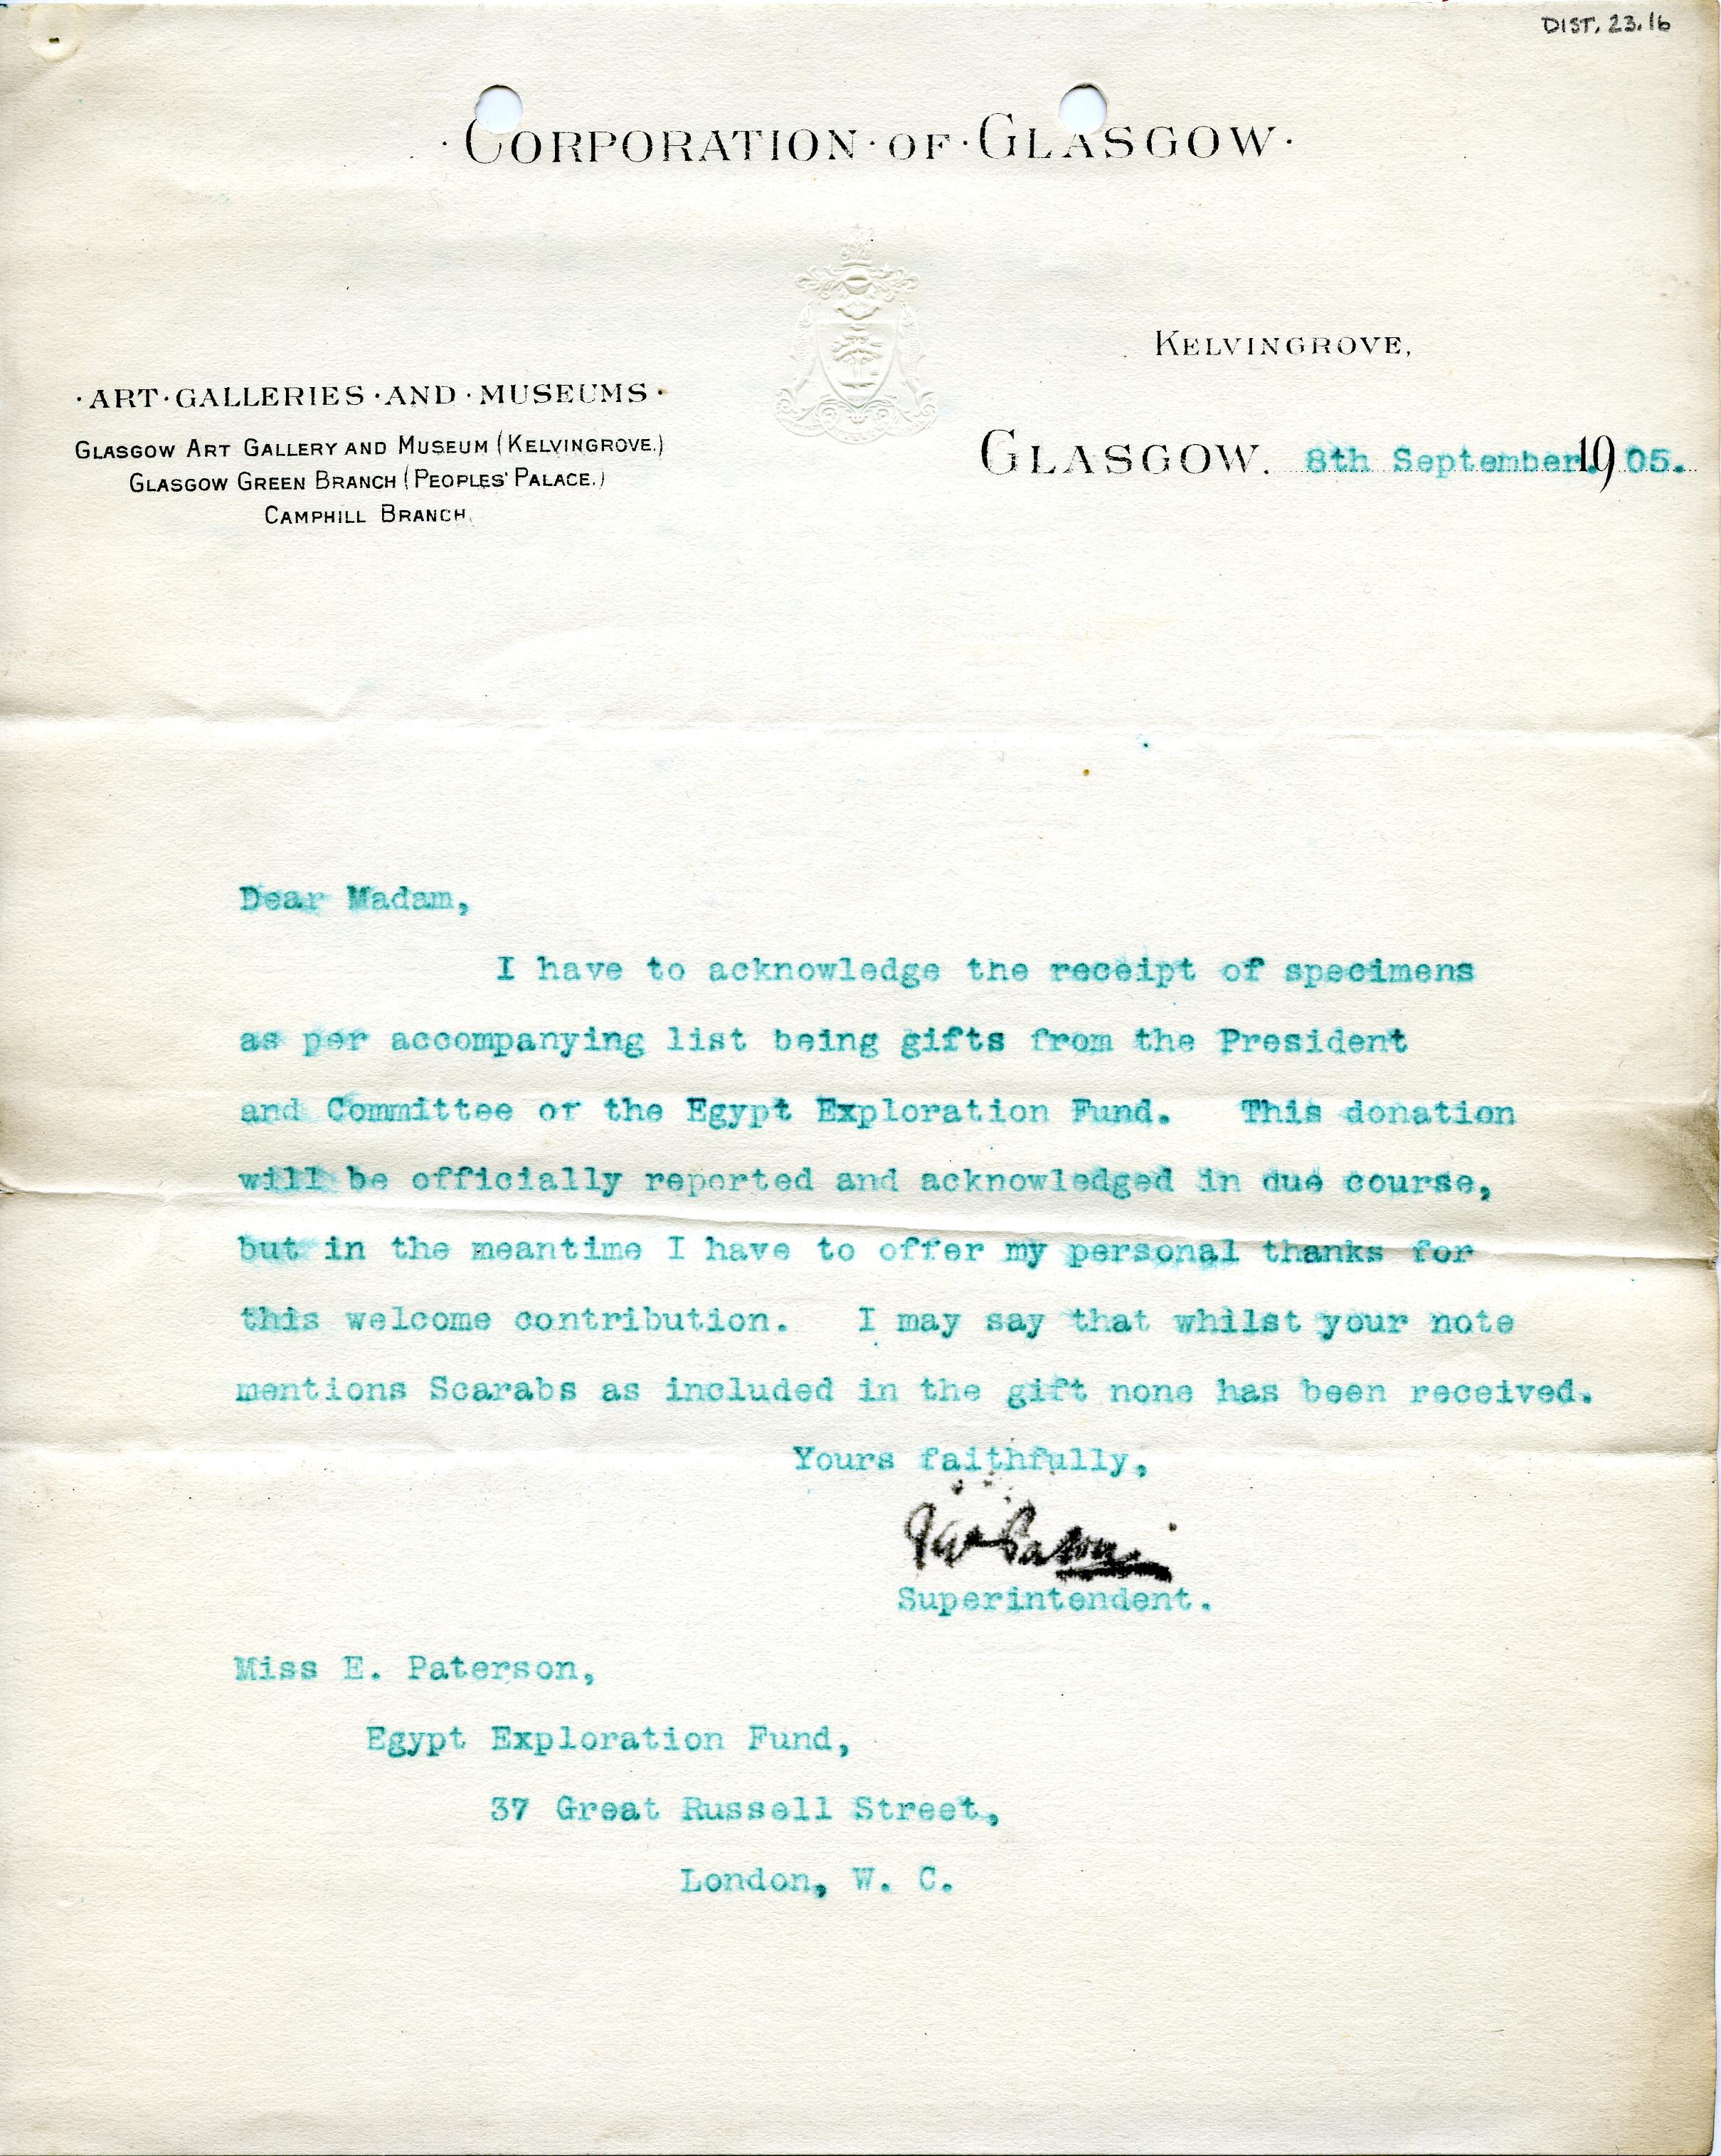 DIST. 23.16
· CORPORATION · OF · GLASGOW ·
KELVINGROVE,
· ART · GALLERIES · AND · MUSEUMS ·
GLASGOW ART GALLERY AND MUSEUM (KELVINGROVE.)
GLASGOW GREEN BRANCH (PEOPLES' PALACE.)
CAMPHILL BRANCH.
GLASGOW. 8th September. 1905.
Dear Madam,
I have to acknowledge the receipt of specimens
as per accompanying list being gifts from the President
and Committee of the Egypt Exploration Fund. This donation
will be officially reported and acknowledged in due course,
but in the meantime I have to offer my personal thanks for
this welcome contribution. I may say that whilst your note
mentions Scarabs as included in the gift none has been received.
Yours faithfully,
Superintendent.
Miss E. Paterson,
Egypt Exploration Fund,
37 Great Russell Street,
London, W. C.